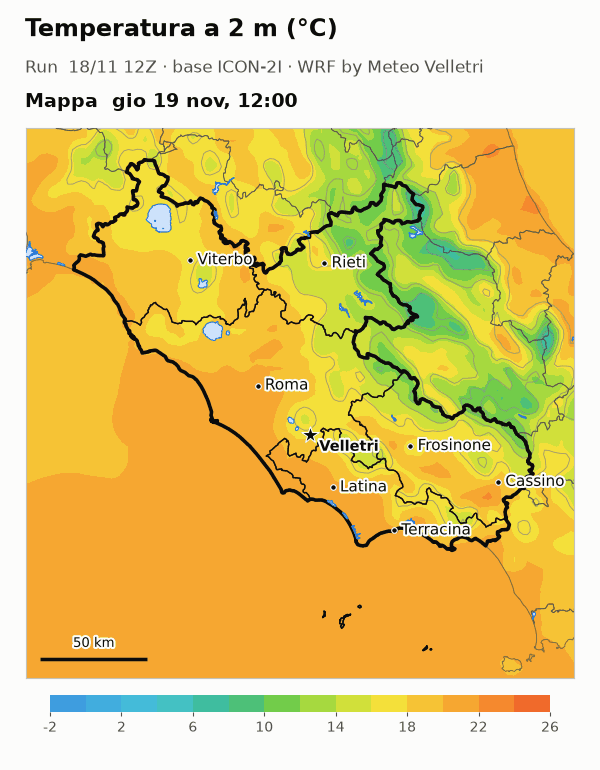 Temperatura a 2 m (°C)
Run  18/11 12Z · base ICON-2I · WRF by Meteo Velletri
Mappa  gio 19 nov, 12:00
Viterbo
Rieti
Roma
Velletri
Frosinone
Latina
Cassino
Terracina
50 km
-2 2 6 10 14 18 22 26